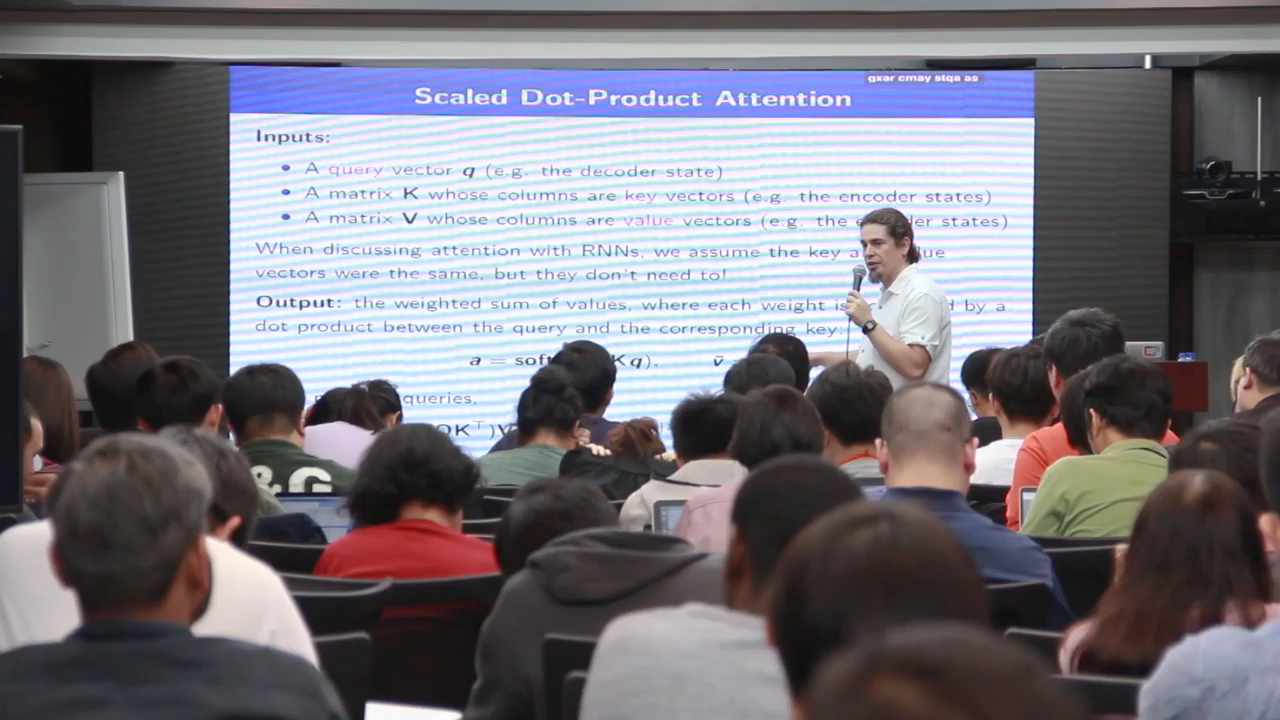 gxar cmay stqa as
Scaled Dot-Product Attention
Inputs:
• A query vector q (e.g. the decoder state)
• A matrix K whose columns are key vectors (e.g. the encoder states)
• A matrix V whose columns are value vectors (e.g. the states)
When discussing attention with RNNs, we assume the key
vectors were the same, but they don't need to!
Output: the weighted sum of values, where each weight is by a
dot product between the query and the corresponding key:
a = Kq),
queries,
&G